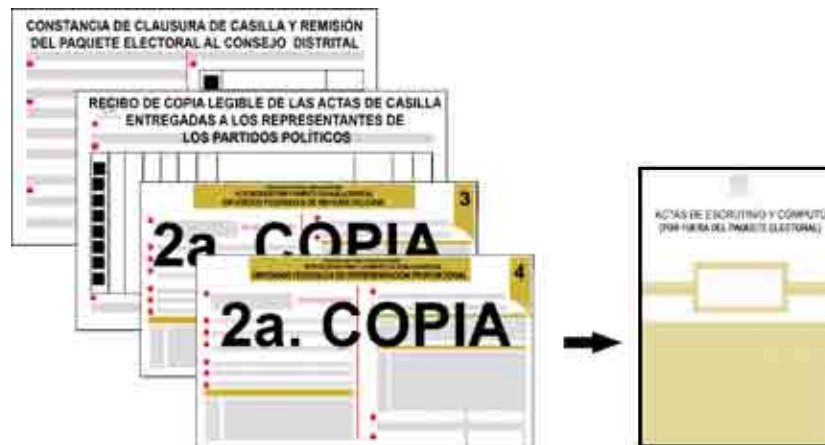 CONSTANCIA DE CLAUSURA DE CASILLA Y REMISIÓN
DEL PAQUETE ELECTORAL AL CONSEJO DISTRITAL
RECIBO DE COPIA LEGIBLE DE LAS ACTAS DE CASILLA
ENTREGADAS A LOS REPRESENTANTES DE
LOS PARTIDOS POLÍTICOS
3
2a. COPIA
4
2a. COPIA
ACTAS DE ESCRUTINIO Y CÓMPUTO
(POR FUERA DEL PAQUETE ELECTORAL)